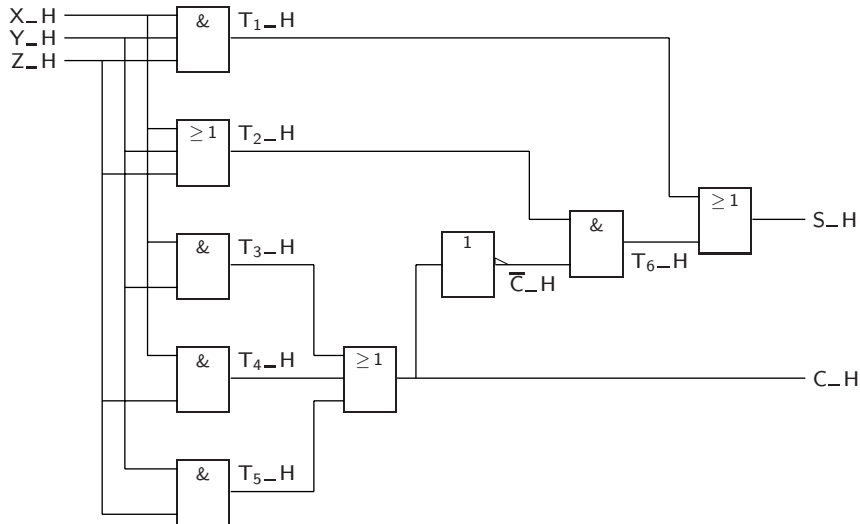 X_H
Y_H
Z_H
&
T₁_H
≥1
T₂_H
&
T₃_H
&
T₄_H
&
T₅_H
≥1
1
C̅_H
&
T₆_H
≥1
S_H
C_H